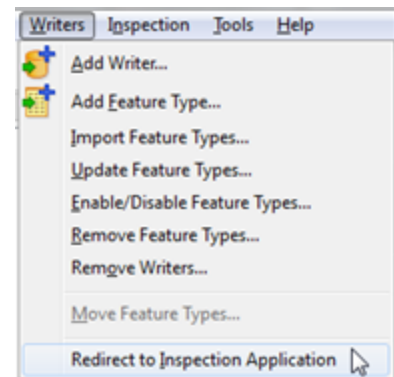 Writers Inspection Tools Help
Add Writer...
Add Feature Type...
Import Feature Types...
Update Feature Types...
Enable/Disable Feature Types...
Remove Feature Types...
Remove Writers...
Move Feature Types...
Redirect to Inspection Application